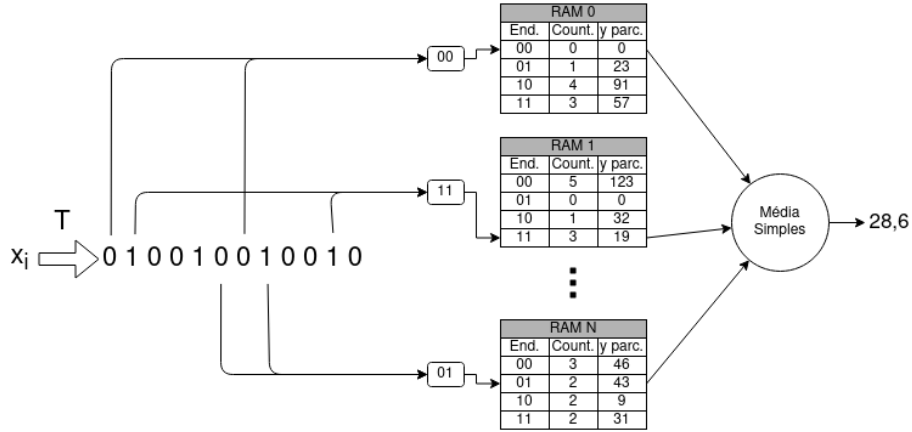 RAM 0
End. Count. y parc.
00 0 0
01 1 23
10 4 91
11 3 57
00
RAM 1
End. Count. y parc.
00 5 123
01 0 0
10 1 32
11 3 19
11
T
xi
0 1 0 0 1 0 0 1 0 0 1 0
Média
Simples
28,6
RAM N
End. Count. y parc.
00 3 46
01 2 43
10 2 9
11 2 31
01